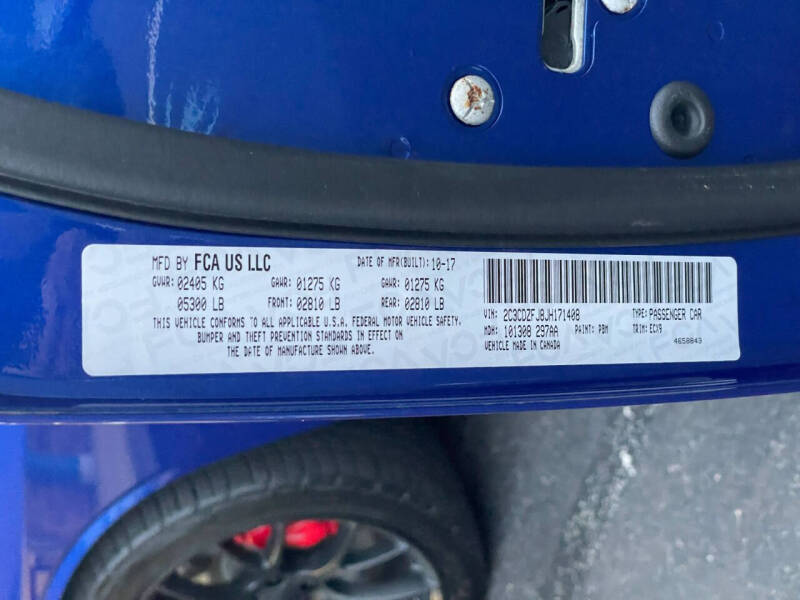 MFD BY FCA US LLC DATE OF MFR(BUILT): 10-17
GVWR: 02405 KG GAWR: 01275 KG GAWR: 01275 KG
05300 LB FRONT: 02810 LB REAR: 02810 LB
THIS VEHICLE CONFORMS TO ALL APPLICABLE U.S.A. FEDERAL MOTOR VEHICLE SAFETY,
BUMPER AND THEFT PREVENTION STANDARDS IN EFFECT ON
THE DATE OF MANUFACTURE SHOWN ABOVE.
VIN: 2C3CDZFJ8JH171408 TYPE: PASSENGER CAR
MDH: 101308 297AA PAINT: PBM TRIM: ECX9
VEHICLE MADE IN CANADA 4658843